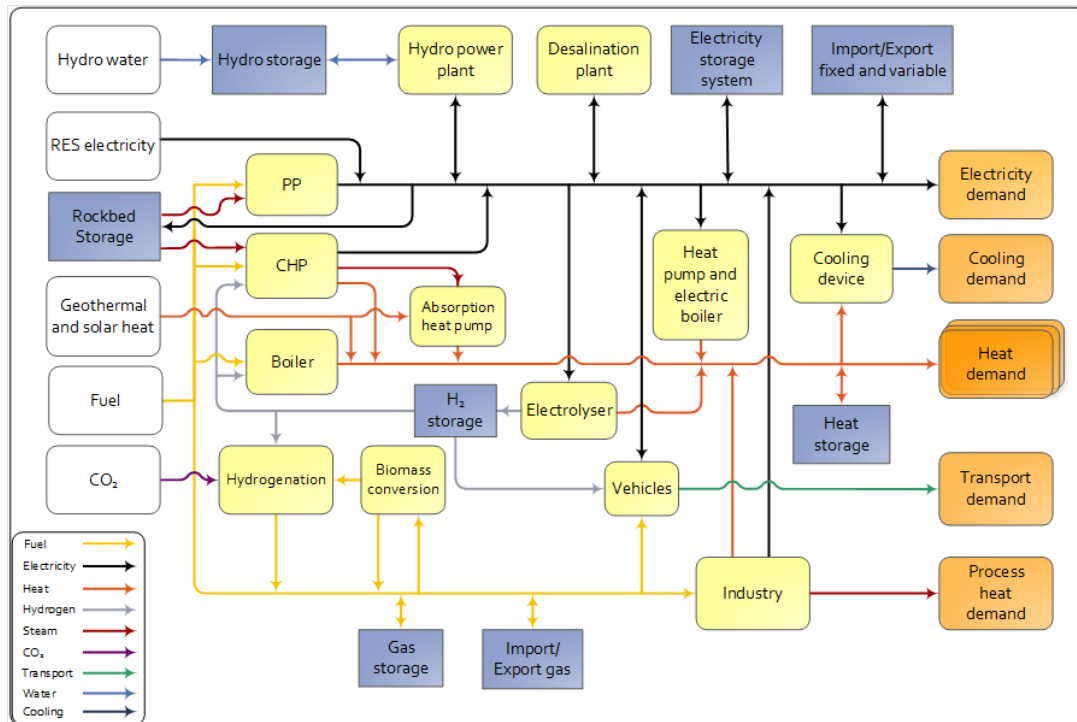 Hydro water
Hydro storage
Hydro power
plant
Desalination
plant
Electricity
storage
system
Import/Export
fixed and variable
RES electricity
PP
Electricity
demand
Rockbed
Storage
CHP
Heat
pump and
electric
boiler
Cooling
device
Cooling
demand
Geothermal
and solar heat
Absorption
heat pump
Boiler
Heat
demand
Fuel
H₂
storage
Electrolyser
Heat
storage
CO₂
Hydrogenation
Biomass
conversion
Vehicles
Transport
demand
Industry
Process
heat
demand
Gas
storage
Import/
Export gas
Fuel
Electricity
Heat
Hydrogen
Steam
CO₂
Transport
Water
Cooling